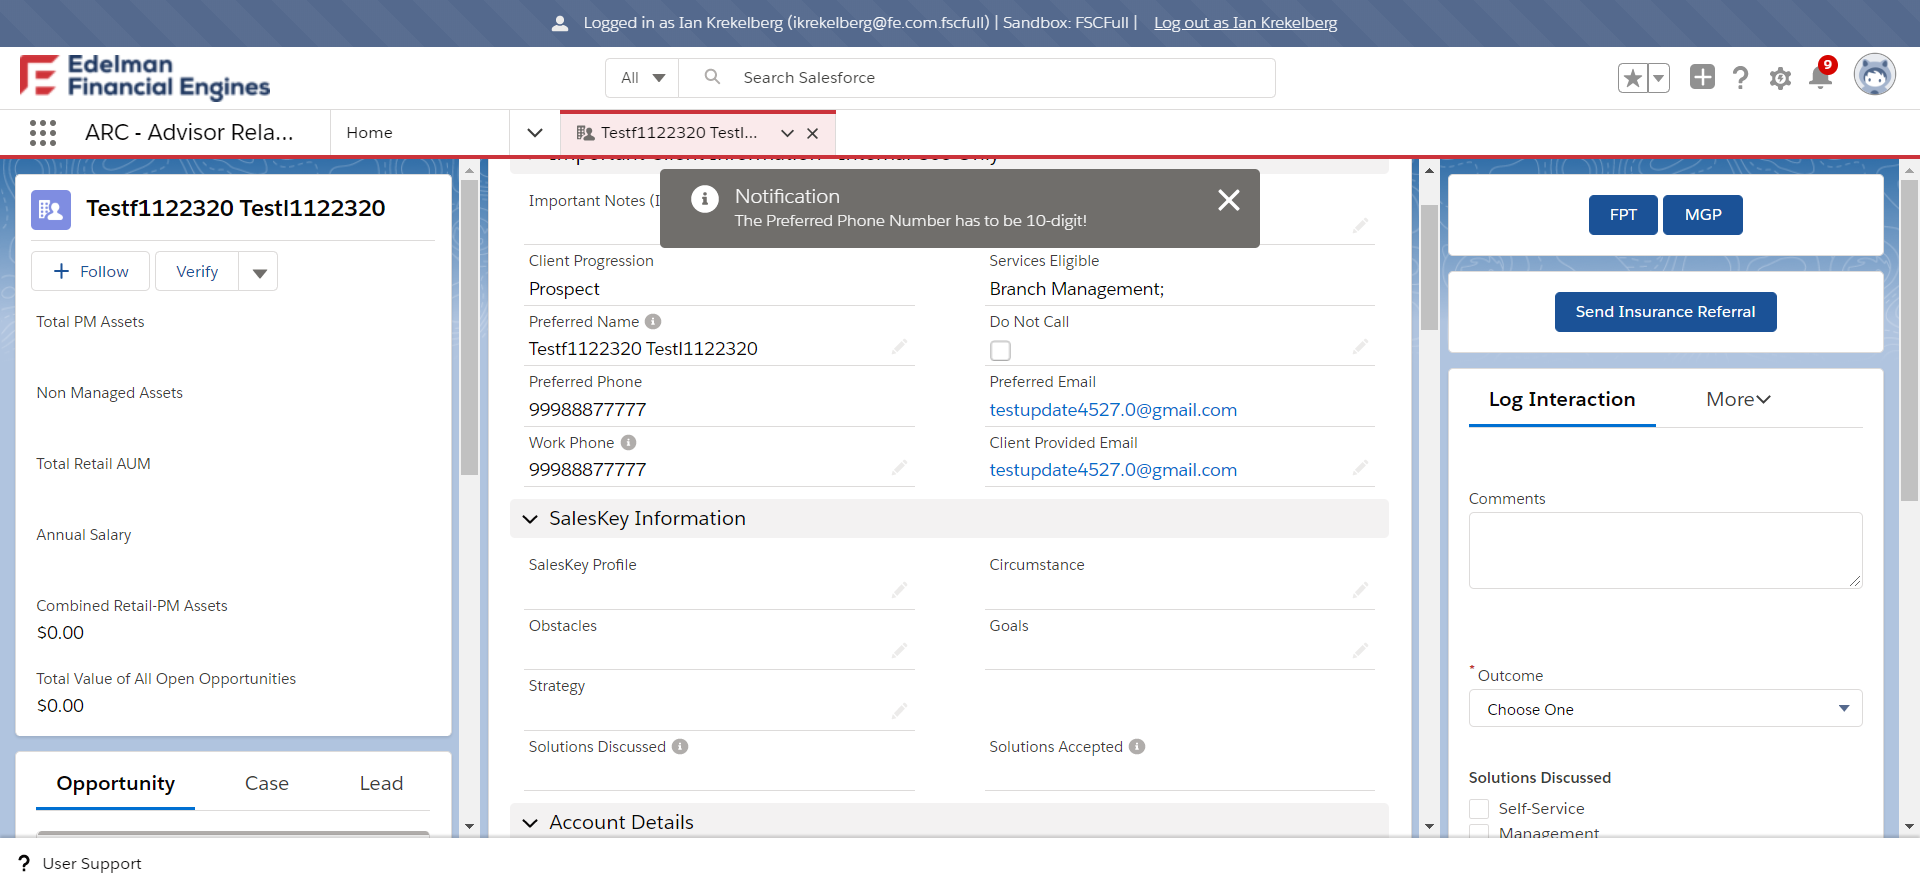 Logged in as Ian Krekelberg (ikrekelberg@fe.com.fscfull) | Sandbox: FSCFull | Log out as Ian Krekelberg
Edelman
Financial Engines
All
Search Salesforce
9
ARC - Advisor Rela...
Home
Testf1122320 Testl...
Testf1122320 Testl1122320
Follow
Verify
Total PM Assets
Non Managed Assets
Total Retail AUM
Annual Salary
Combined Retail-PM Assets
$0.00
Total Value of All Open Opportunities
$0.00
Opportunity
Case
Lead
Important Client Information - Internal Use Only
Notification
The Preferred Phone Number has to be 10-digit!
Important Notes (I
Client Progression
Prospect
Services Eligible
Branch Management;
Preferred Name
Testf1122320 Testl1122320
Do Not Call
Preferred Phone
99988877777
Preferred Email
testupdate4527.0@gmail.com
Work Phone
99988877777
Client Provided Email
testupdate4527.0@gmail.com
SalesKey Information
SalesKey Profile
Circumstance
Obstacles
Goals
Strategy
Solutions Discussed
Solutions Accepted
Account Details
FPT
MGP
Send Insurance Referral
Log Interaction
More
Comments
*Outcome
Choose One
Solutions Discussed
Self-Service
Management
? User Support